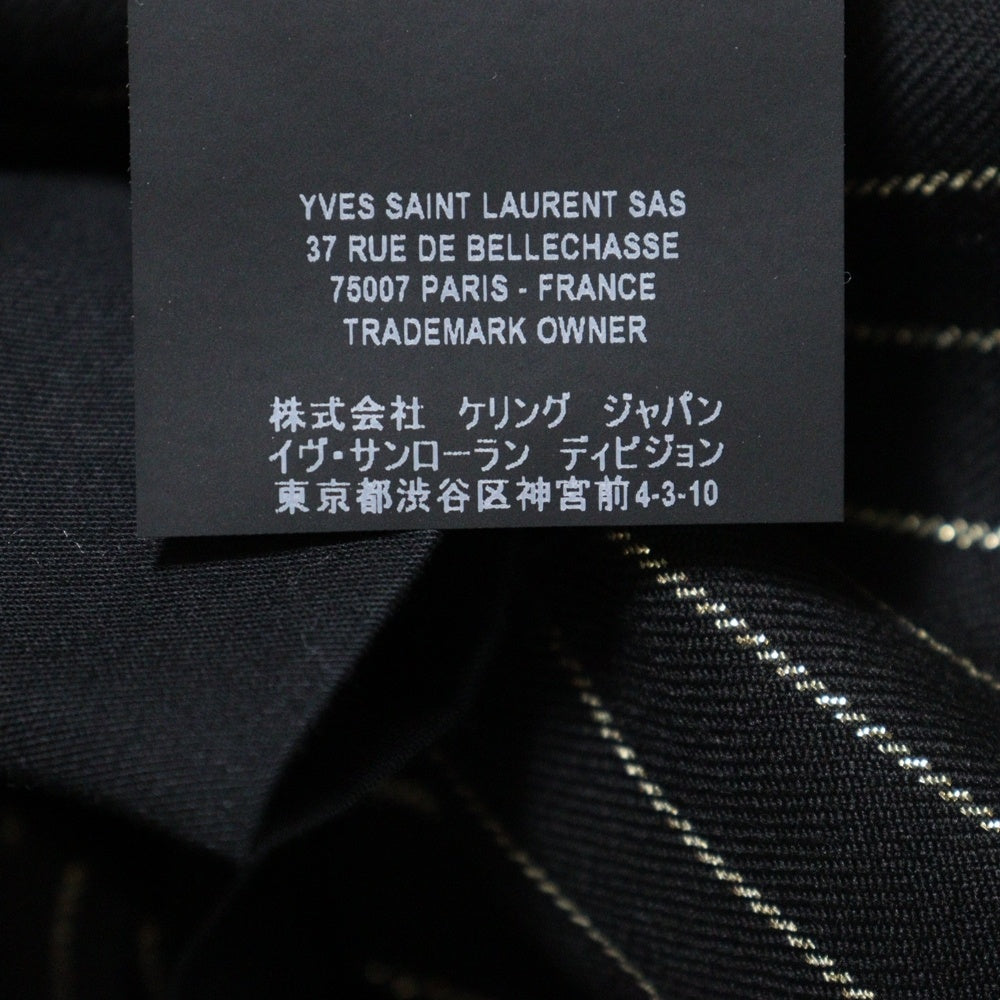 YVES SAINT LAURENT SAS
37 RUE DE BELLECHASSE
75007 PARIS - FRANCE
TRADEMARK OWNER
株式会社 ケリング ジャパン
イヴ・サンローラン ディビジョン
東京都渋谷区神宮前4-3-10